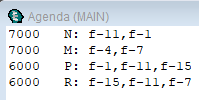 Agenda (MAIN)
7000 N: f-11,f-1
7000 M: f-4,f-7
6000 P: f-1,f-11,f-15
6000 R: f-15,f-11,f-7